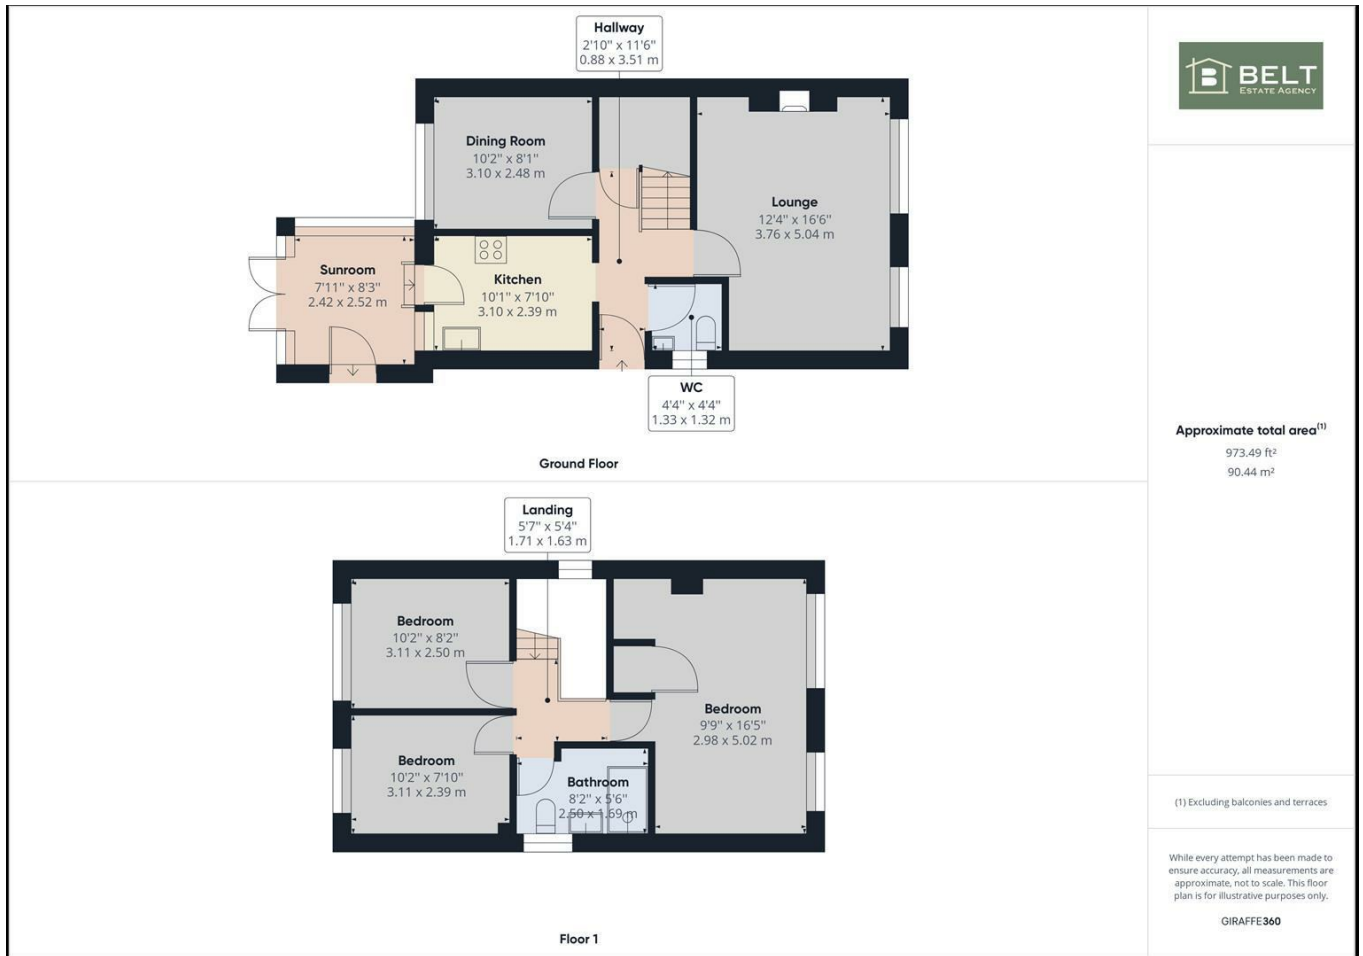 Hallway
2'10" x 11'6"
0.88 x 3.51 m
Dining Room
10'2" x 8'1"
3.10 x 2.48 m
Lounge
12'4" x 16'6"
3.76 x 5.04 m
Sunroom
7'11" x 8'3"
2.42 x 2.52 m
Kitchen
10'1" x 7'10"
3.10 x 2.39 m
WC
4'4" x 4'4"
1.33 x 1.32 m
Ground Floor
Landing
5'7" x 5'4"
1.71 x 1.63 m
Bedroom
10'2" x 8'2"
3.11 x 2.50 m
Bedroom
9'9" x 16'5"
2.98 x 5.02 m
Bedroom
10'2" x 7'10"
3.11 x 2.39 m
Bathroom
8'2" x 5'6"
2.50 x 1.69 m
Floor 1
B BELT
ESTATE AGENCY
Approximate total area(1)
973.49 ft²
90.44 m²
(1) Excluding balconies and terraces
While every attempt has been made to
ensure accuracy, all measurements are
approximate, not to scale. This floor
plan is for illustrative purposes only.
GIRAFFE360